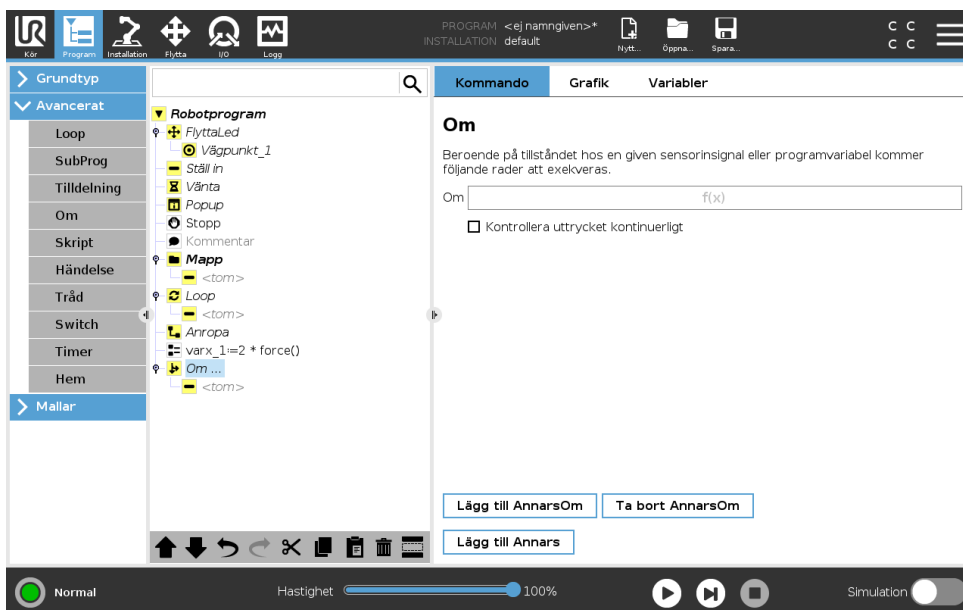 UR
Kör
Program
Installation
Flytta
I/O
Logg
PROGRAM <ej namngiven>*
INSTALLATION default
Nytt...
Öppna...
Spara...
C C
C C
Grundtyp
Avancerat
Loop
SubProg
Tilldelning
Om
Skript
Händelse
Tråd
Switch
Timer
Hem
Mallar
Robotprogram
FlyttaLed
Vägpunkt_1
Ställ in
Vänta
Popup
Stopp
Kommentar
Mapp
<tom>
Loop
<tom>
Anropa
varx_1:=2 * force()
Om ...
<tom>
Kommando
Grafik
Variabler
Om
Beroende på tillståndet hos en given sensorinsignal eller programvariabel kommer
följande rader att exekveras.
Om
f(x)
Kontrollera uttrycket kontinuerligt
Lägg till AnnarsOm
Ta bort AnnarsOm
Lägg till Annars
Normal
Hastighet
100%
Simulation